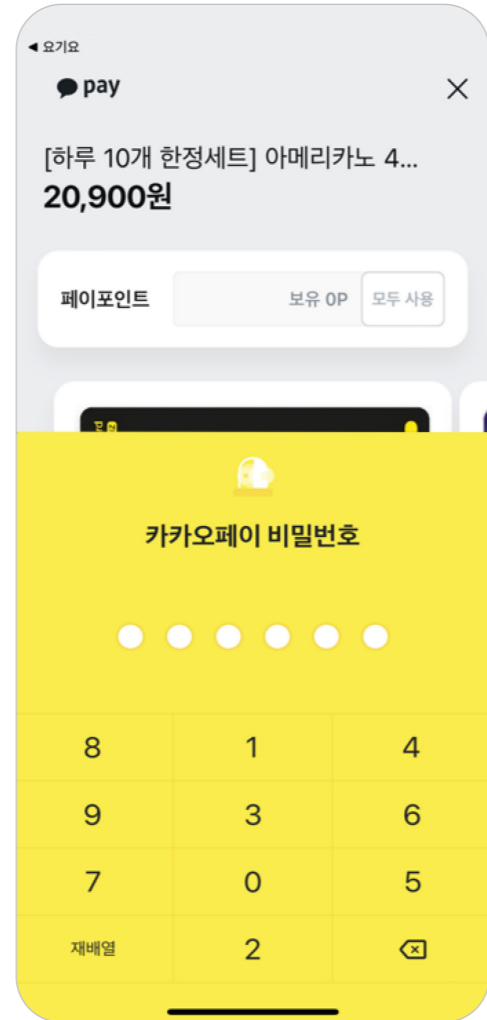 ◀ 요기요
pay
[하루 10개 한정세트] 아메리카노 4...
20,900원
페이포인트 보유 0P 모두 사용
카카오페이 비밀번호
8 1 4
9 3 6
7 0 5
재배열 2